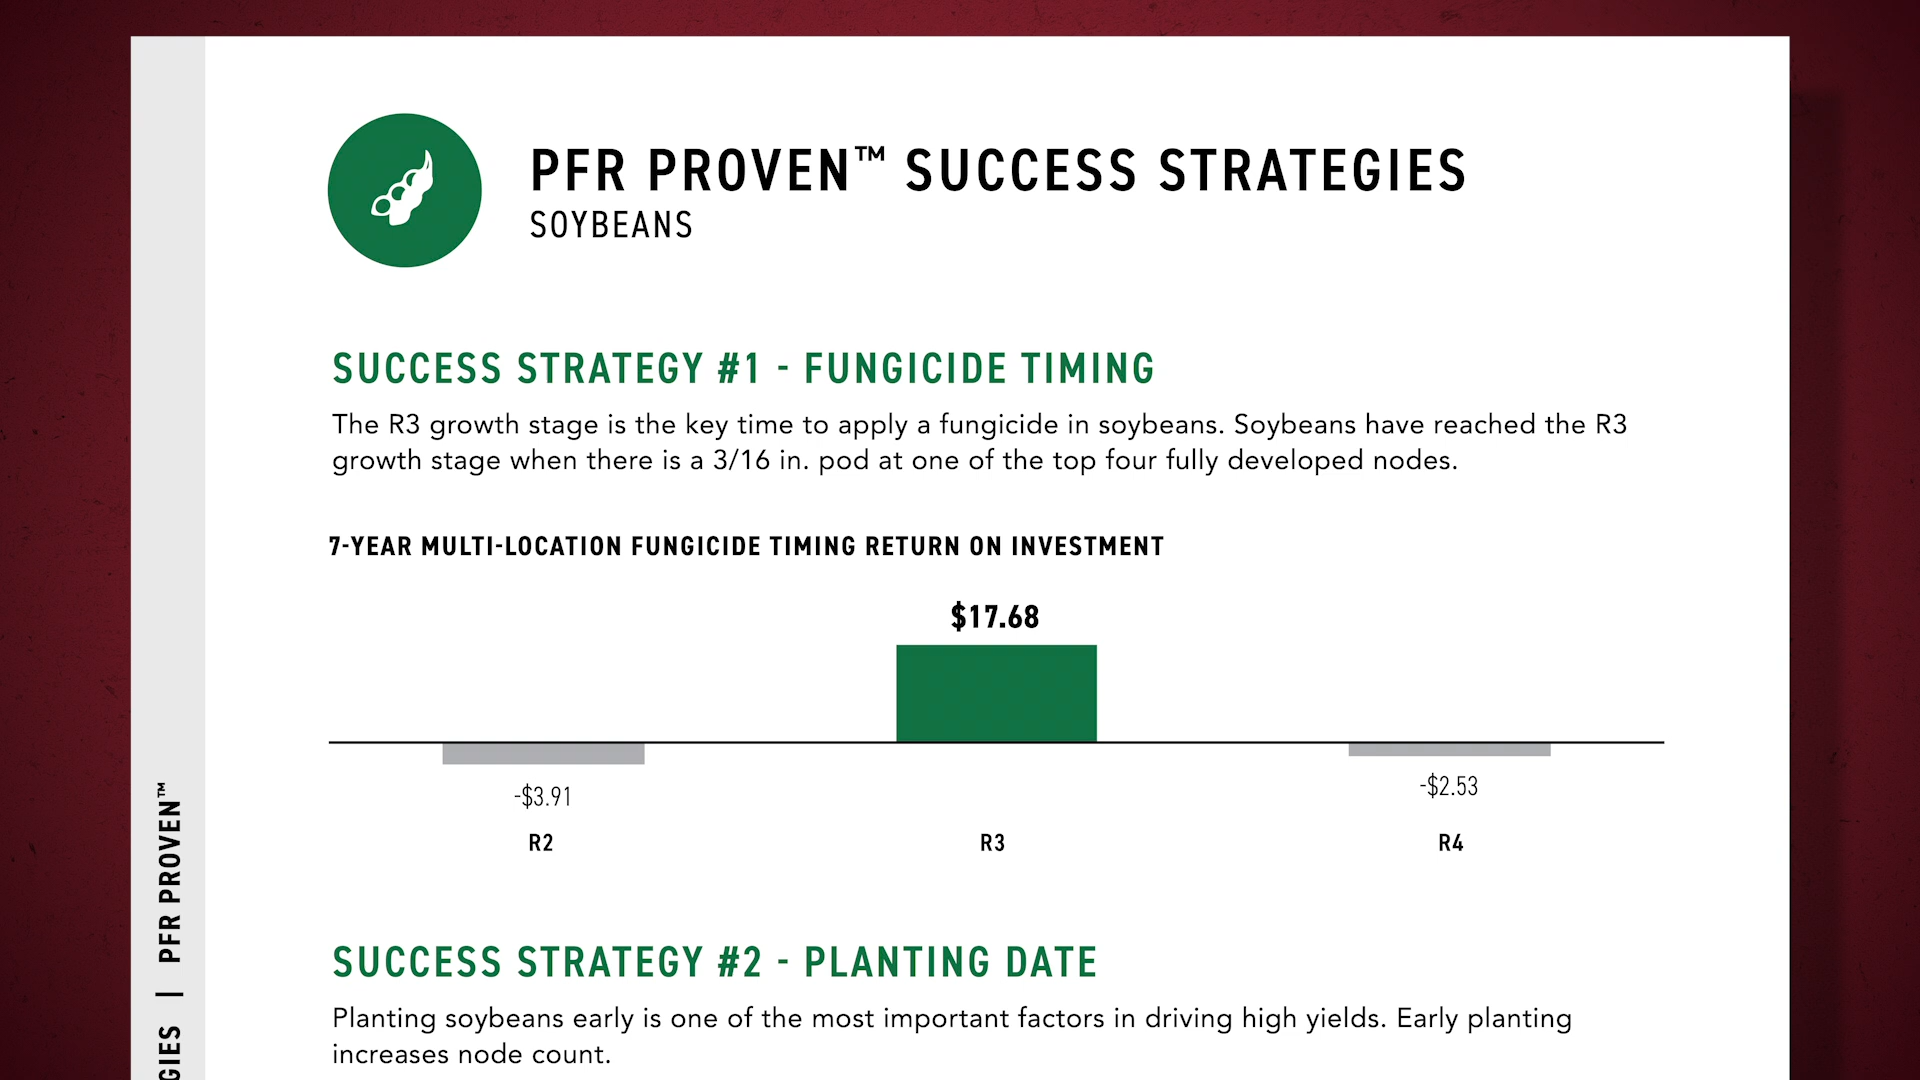 PFR PROVEN™ SUCCESS STRATEGIES
SOYBEANS
SUCCESS STRATEGY #1 - FUNGICIDE TIMING
The R3 growth stage is the key time to apply a fungicide in soybeans. Soybeans have reached the R3
growth stage when there is a 3/16 in. pod at one of the top four fully developed nodes.
7-YEAR MULTI-LOCATION FUNGICIDE TIMING RETURN ON INVESTMENT
$17.68
-$3.91
-$2.53
R2 R3 R4
SUCCESS STRATEGY #2 - PLANTING DATE
Planting soybeans early is one of the most important factors in driving high yields. Early planting
increases node count.
GIES | PFR PROVEN™